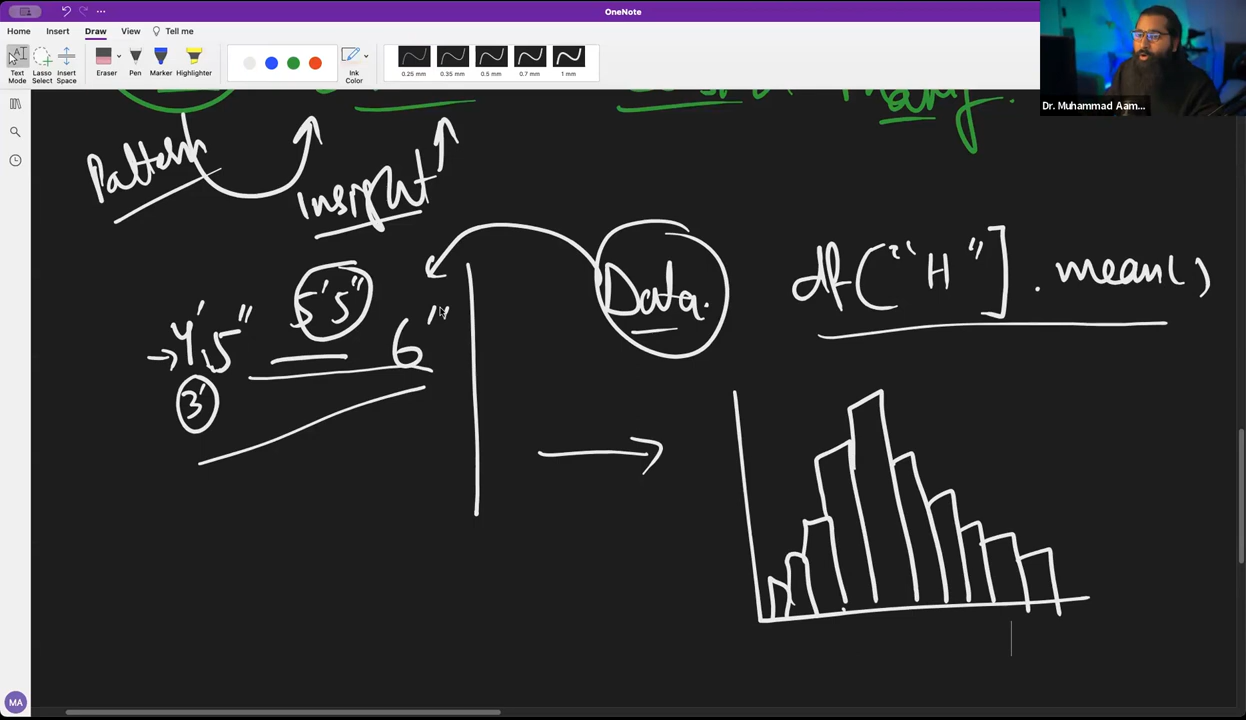 OneNote
Home Insert Draw View Tell me
Text Mode
Lasso Select
Insert Space
Eraser
Pen
Marker
Highlighter
Ink Color
0.25 mm 0.35 mm 0.5 mm 0.7 mm 1 mm
Dr. Muhammad Aam...
many.
Pattern
Insight
Data.
df["H"].mean()
5'5"
4'5"
6'
3'
MA